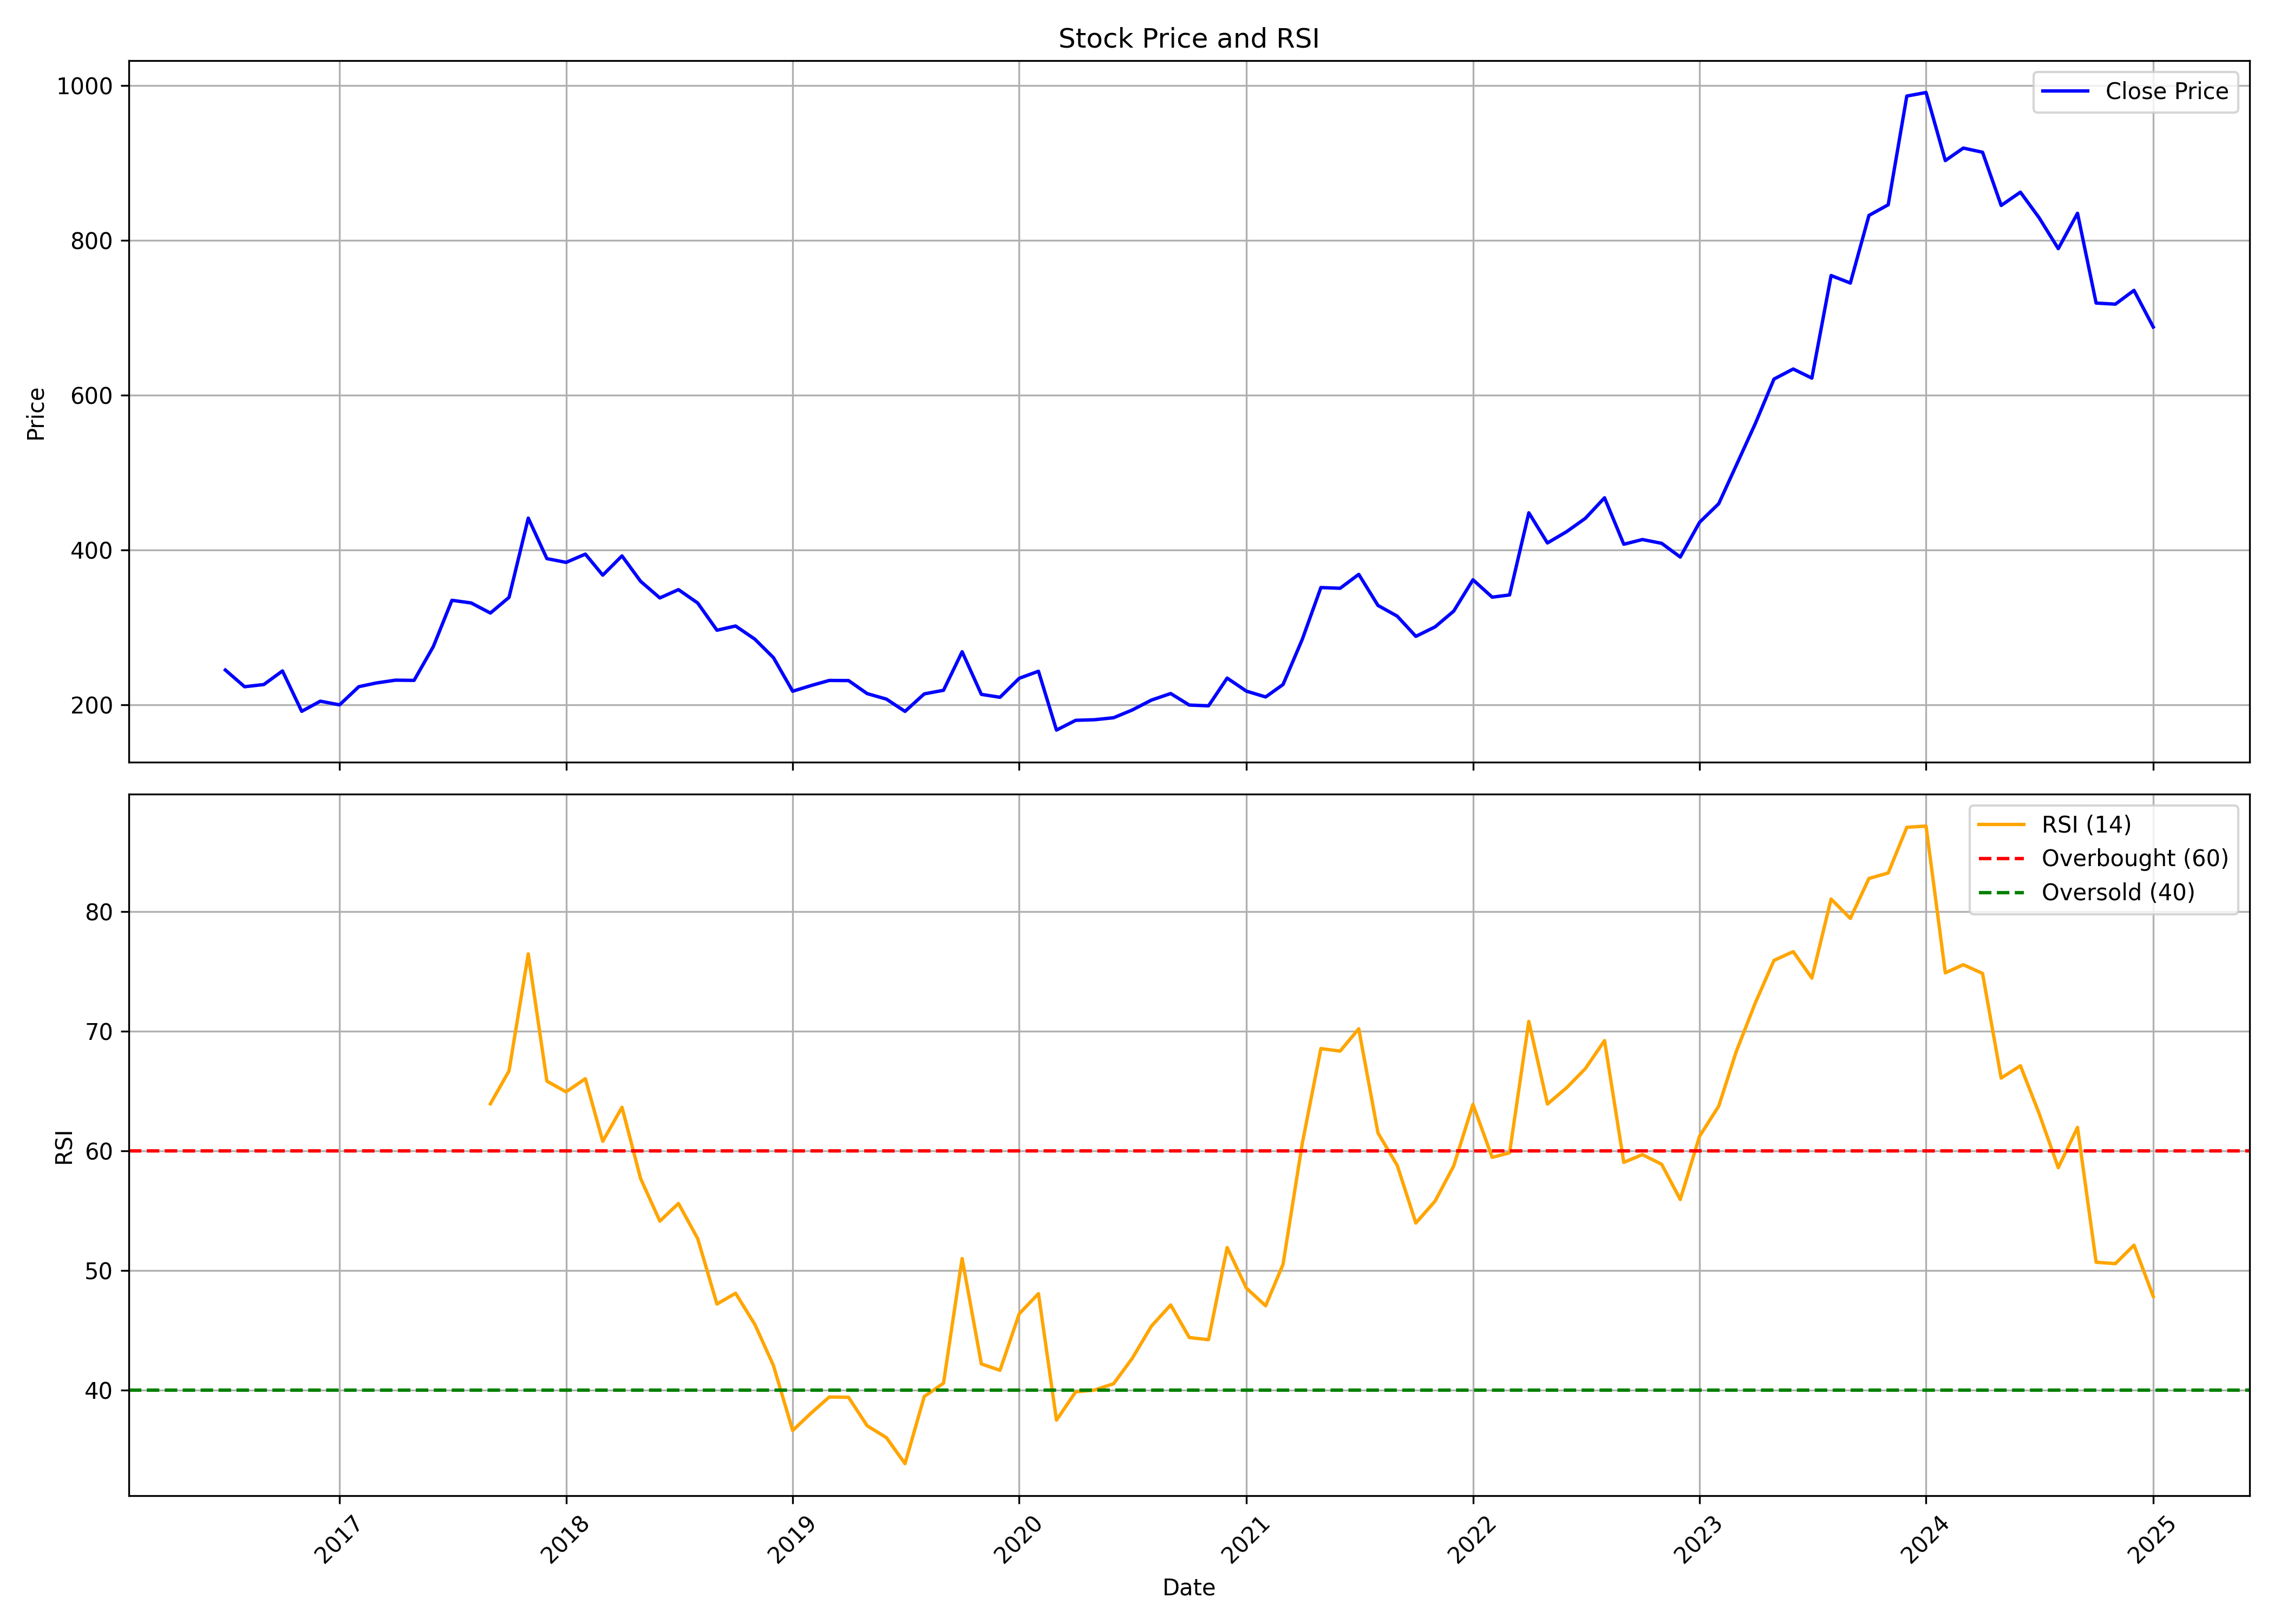 Stock Price and RSI
1000
800
600
400
200
Price
Close Price
80
70
60
50
40
RSI
RSI (14)
Overbought (60)
Oversold (40)
2017
2018
2019
2020
2021
2022
2023
2024
2025
Date